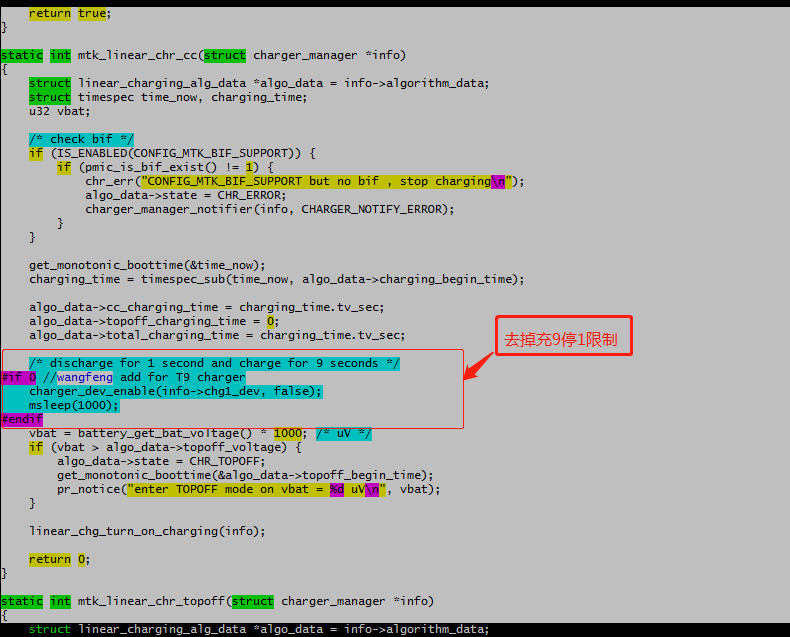 return true;
}

static int mtk_linear_chr_cc(struct charger_manager *info)
{
    struct linear_charging_alg_data *algo_data = info->algorithm_data;
    struct timespec time_now, charging_time;
    u32 vbat;

    /* check bif */
    if (IS_ENABLED(CONFIG_MTK_BIF_SUPPORT)) {
        if (pmic_is_bif_exist() != 1) {
            chr_err("CONFIG_MTK_BIF_SUPPORT but no bif , stop charging\n");
            algo_data->state = CHR_ERROR;
            charger_manager_notifier(info, CHARGER_NOTIFY_ERROR);
        }
    }

    get_monotonic_boottime(&time_now);
    charging_time = timespec_sub(time_now, algo_data->charging_begin_time);

    algo_data->cc_charging_time = charging_time.tv_sec;
    algo_data->topoff_charging_time = 0;
    algo_data->total_charging_time = charging_time.tv_sec;

去掉充9停1限制
    /* discharge for 1 second and charge for 9 seconds */
#if 0 //wangfeng add for T9 charger
    charger_dev_enable(info->chg1_dev, false);
    msleep(1000);
#endif
    vbat = battery_get_bat_voltage() * 1000; /* uV */
    if (vbat > algo_data->topoff_voltage) {
        algo_data->state = CHR_TOPOFF;
        get_monotonic_boottime(&algo_data->topoff_begin_time);
        pr_notice("enter TOPOFF mode on vbat = %d uV\n", vbat);
    }

    linear_chg_turn_on_charging(info);

    return 0;
}

static int mtk_linear_chr_topoff(struct charger_manager *info)
{
    struct linear_charging_alg_data *algo_data = info->algorithm_data;